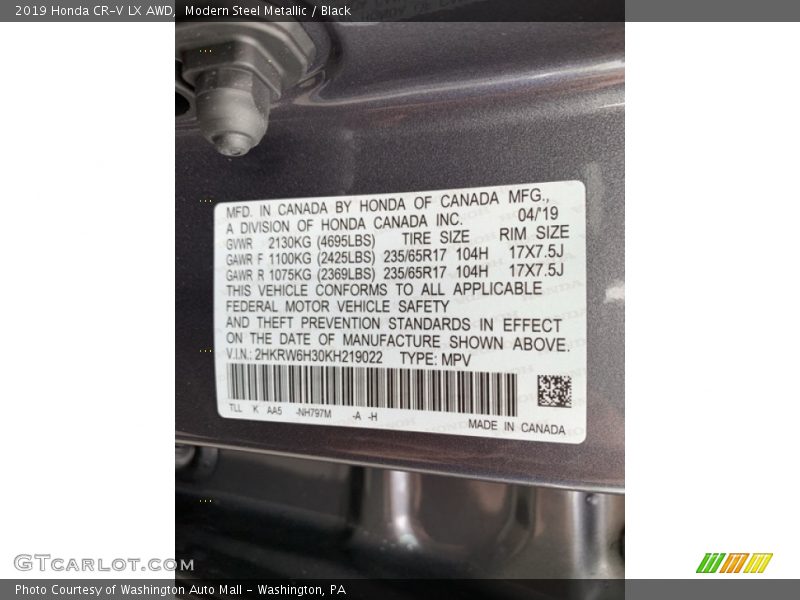 2019 Honda CR-V LX AWD, Modern Steel Metallic / Black
MFD. IN CANADA BY HONDA OF CANADA MFG.,
A DIVISION OF HONDA CANADA INC. 04/19
GVWR 2130KG (4695LBS) TIRE SIZE RIM SIZE
GAWR F 1100KG (2425LBS) 235/65R17 104H 17X7.5J
GAWR R 1075KG (2369LBS) 235/65R17 104H 17X7.5J
THIS VEHICLE CONFORMS TO ALL APPLICABLE
FEDERAL MOTOR VEHICLE SAFETY
AND THEFT PREVENTION STANDARDS IN EFFECT
ON THE DATE OF MANUFACTURE SHOWN ABOVE.
V.I.N.: 2HKRW6H30KH219022 TYPE: MPV
TLL K AA5 -NH797M -A -H
MADE IN CANADA
GTCARLOT.COM
Photo Courtesy of Washington Auto Mall - Washington, PA